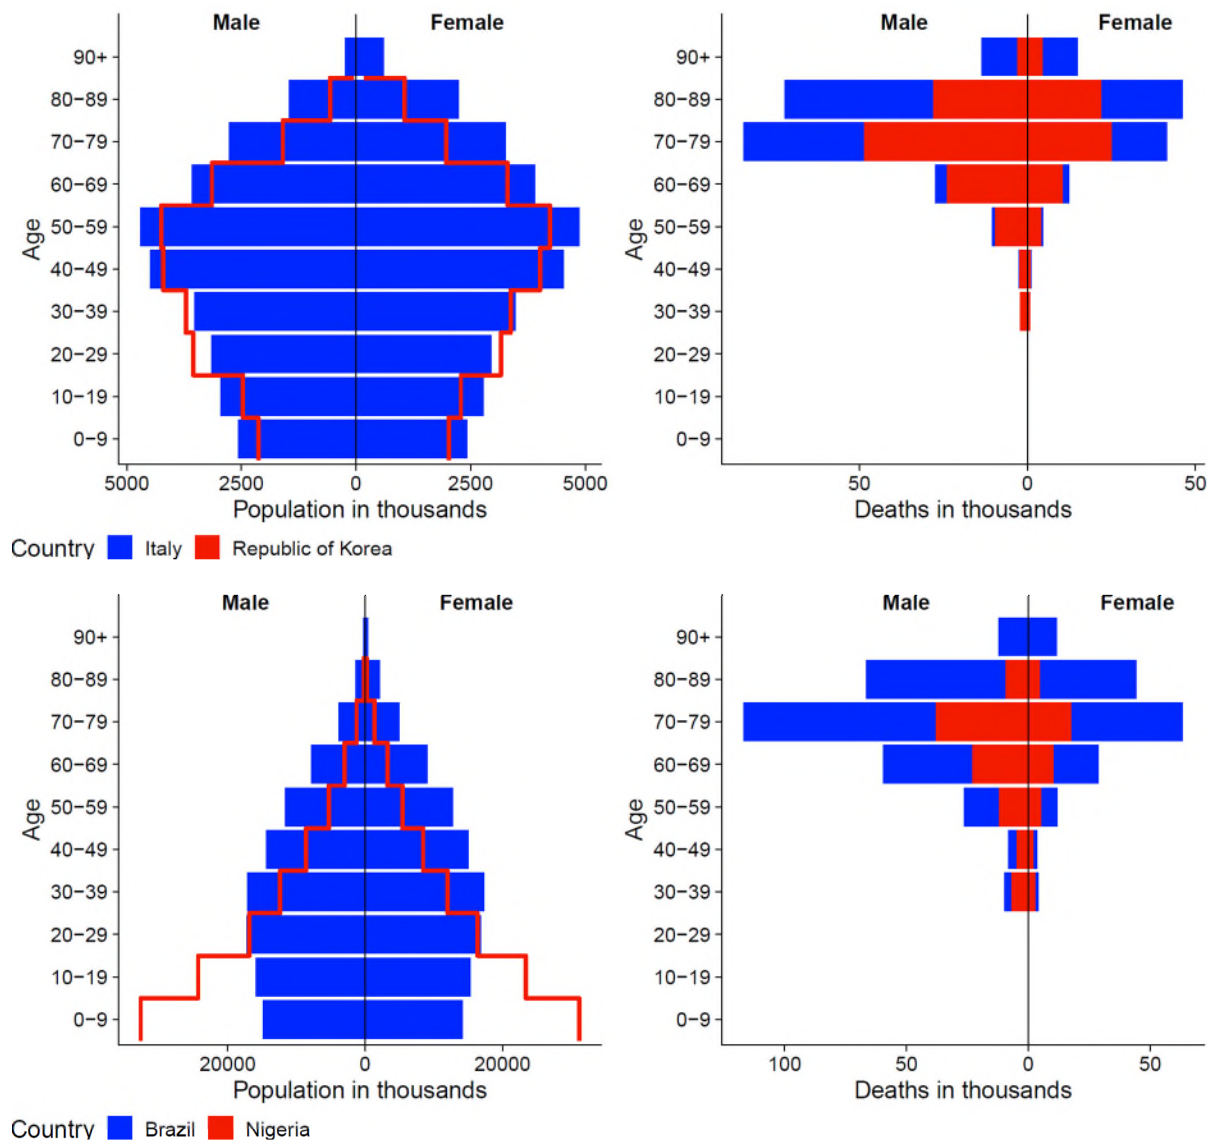 Male Female
90+
80−89
70−79
60−69
50−59
40−49
30−39
20−29
10−19
0−9
Age
5000 2500 0 2500 5000
Population in thousands
Male Female
90+
80−89
70−79
60−69
50−59
40−49
30−39
20−29
10−19
0−9
Age
50 0 50
Deaths in thousands
Country Italy Republic of Korea
Male Female
90+
80−89
70−79
60−69
50−59
40−49
30−39
20−29
10−19
0−9
Age
20000 0 20000
Population in thousands
Male Female
90+
80−89
70−79
60−69
50−59
40−49
30−39
20−29
10−19
0−9
Age
100 50 0 50
Deaths in thousands
Country Brazil Nigeria